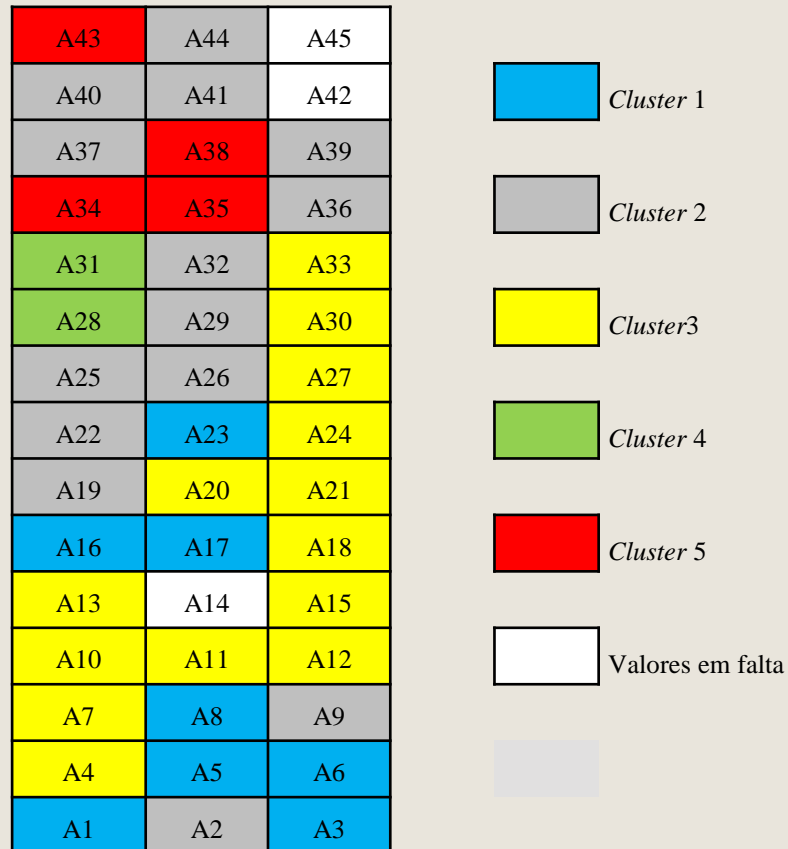 A43 A44 A45
A40 A41 A42
Cluster 1
A37 A38 A39
A34 A35 A36
Cluster 2
A31 A32 A33
A28 A29 A30
Cluster3
A25 A26 A27
A22 A23 A24
Cluster 4
A19 A20 A21
A16 A17 A18
Cluster 5
A13 A14 A15
A10 A11 A12
Valores em falta
A7 A8 A9
A4 A5 A6
A1 A2 A3